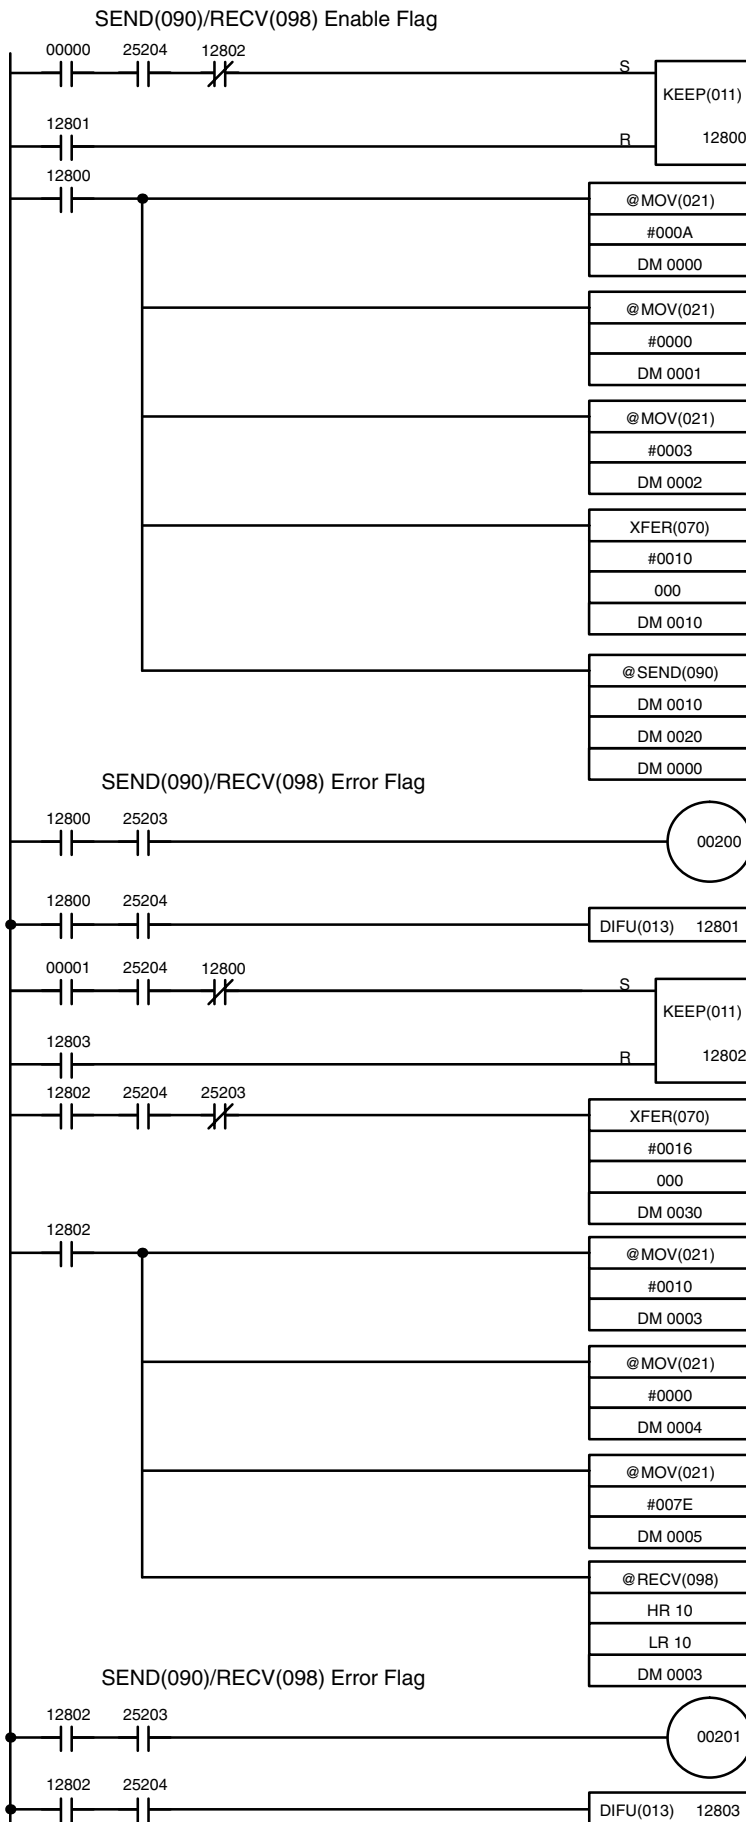 SEND(090)/RECV(098) Enable Flag
00000 25204 12802
S
KEEP(011)
12801
R
12800
12800
@MOV(021)
#000A
DM 0000
@MOV(021)
#0000
DM 0001
@MOV(021)
#0003
DM 0002
XFER(070)
#0010
000
DM 0010
@SEND(090)
DM 0010
DM 0020
DM 0000
SEND(090)/RECV(098) Error Flag
12800 25203
00200
12800 25204
DIFU(013) 12801
00001 25204 12800
S
KEEP(011)
12803
R
12802
12802 25204 25203
XFER(070)
#0016
000
DM 0030
12802
@MOV(021)
#0010
DM 0003
@MOV(021)
#0000
DM 0004
@MOV(021)
#007E
DM 0005
@RECV(098)
HR 10
LR 10
DM 0003
SEND(090)/RECV(098) Error Flag
12802 25203
00201
12802 25204
DIFU(013) 12803